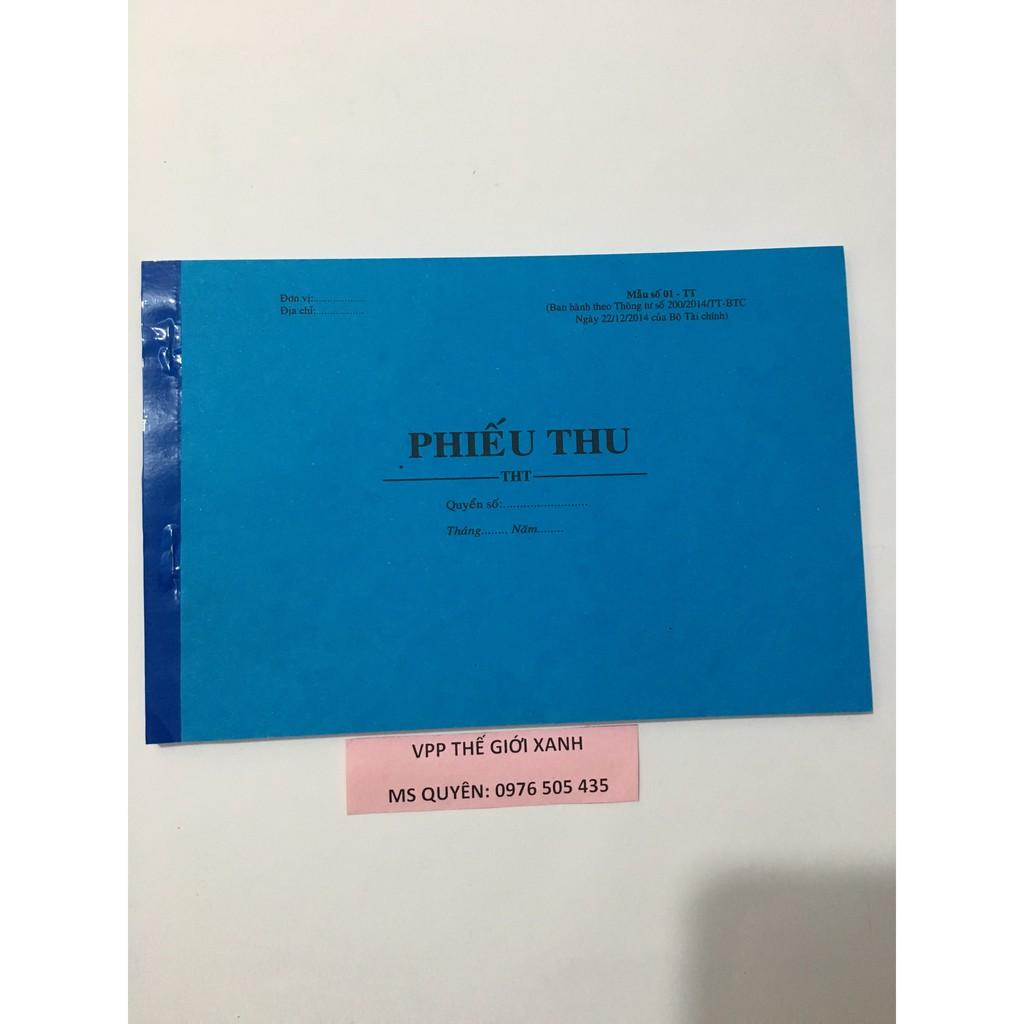 Đơn vị:................
Địa chỉ:...............
Mẫu số 01 - TT
(Ban hành theo Thông tư số 200/2014/TT-BTC
Ngày 22/12/2014 của Bộ Tài chính)
PHIẾU THU
THT
Quyển số:.........................
Tháng........ Năm........
VPP THẾ GIỚI XANH
MS QUYÊN: 0976 505 435